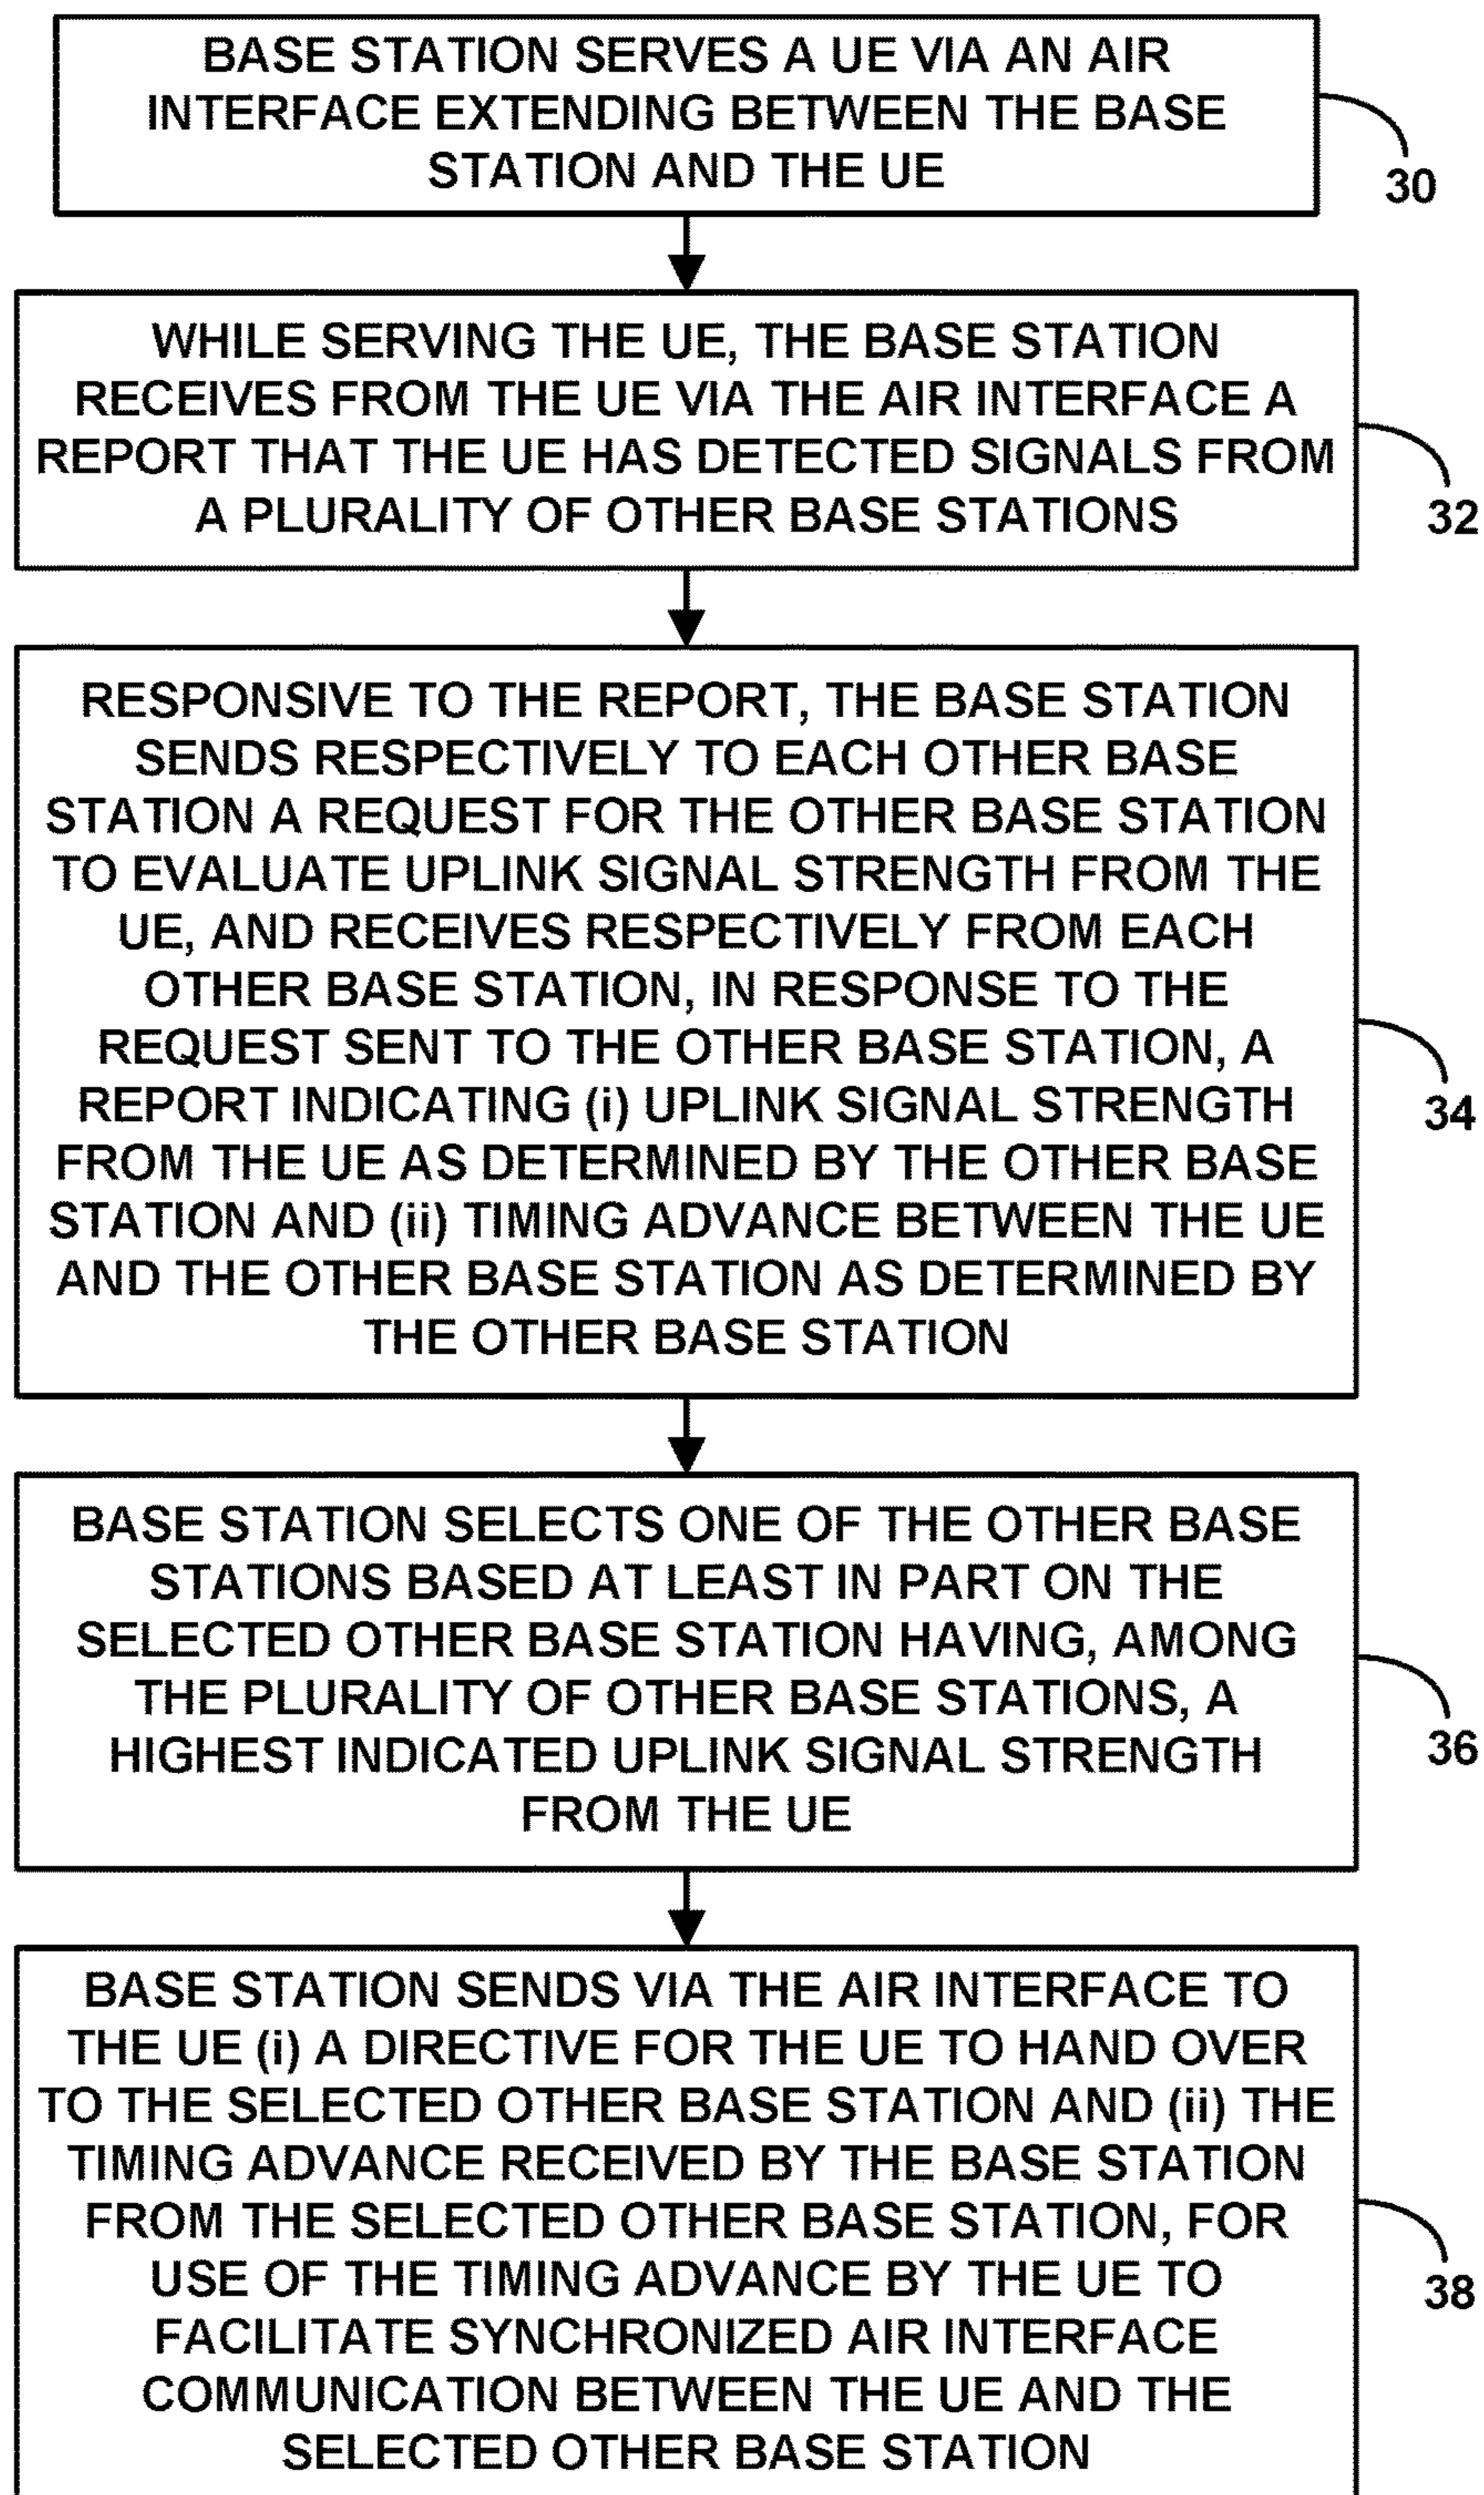 BASE STATION SERVES A UE VIA AN AIR
INTERFACE EXTENDING BETWEEN THE BASE
STATION AND THE UE
30
WHILE SERVING THE UE, THE BASE STATION
RECEIVES FROM THE UE VIA THE AIR INTERFACE A
REPORT THAT THE UE HAS DETECTED SIGNALS FROM
A PLURALITY OF OTHER BASE STATIONS
32
RESPONSIVE TO THE REPORT, THE BASE STATION
SENDS RESPECTIVELY TO EACH OTHER BASE
STATION A REQUEST FOR THE OTHER BASE STATION
TO EVALUATE UPLINK SIGNAL STRENGTH FROM THE
UE, AND RECEIVES RESPECTIVELY FROM EACH
OTHER BASE STATION, IN RESPONSE TO THE
REQUEST SENT TO THE OTHER BASE STATION, A
REPORT INDICATING (i) UPLINK SIGNAL STRENGTH
FROM THE UE AS DETERMINED BY THE OTHER BASE
STATION AND (ii) TIMING ADVANCE BETWEEN THE UE
AND THE OTHER BASE STATION AS DETERMINED BY
THE OTHER BASE STATION
34
BASE STATION SELECTS ONE OF THE OTHER BASE
STATIONS BASED AT LEAST IN PART ON THE
SELECTED OTHER BASE STATION HAVING, AMONG
THE PLURALITY OF OTHER BASE STATIONS, A
HIGHEST INDICATED UPLINK SIGNAL STRENGTH
FROM THE UE
36
BASE STATION SENDS VIA THE AIR INTERFACE TO
THE UE (i) A DIRECTIVE FOR THE UE TO HAND OVER
TO THE SELECTED OTHER BASE STATION AND (ii) THE
TIMING ADVANCE RECEIVED BY THE BASE STATION
FROM THE SELECTED OTHER BASE STATION, FOR
USE OF THE TIMING ADVANCE BY THE UE TO
FACILITATE SYNCHRONIZED AIR INTERFACE
COMMUNICATION BETWEEN THE UE AND THE
SELECTED OTHER BASE STATION
38